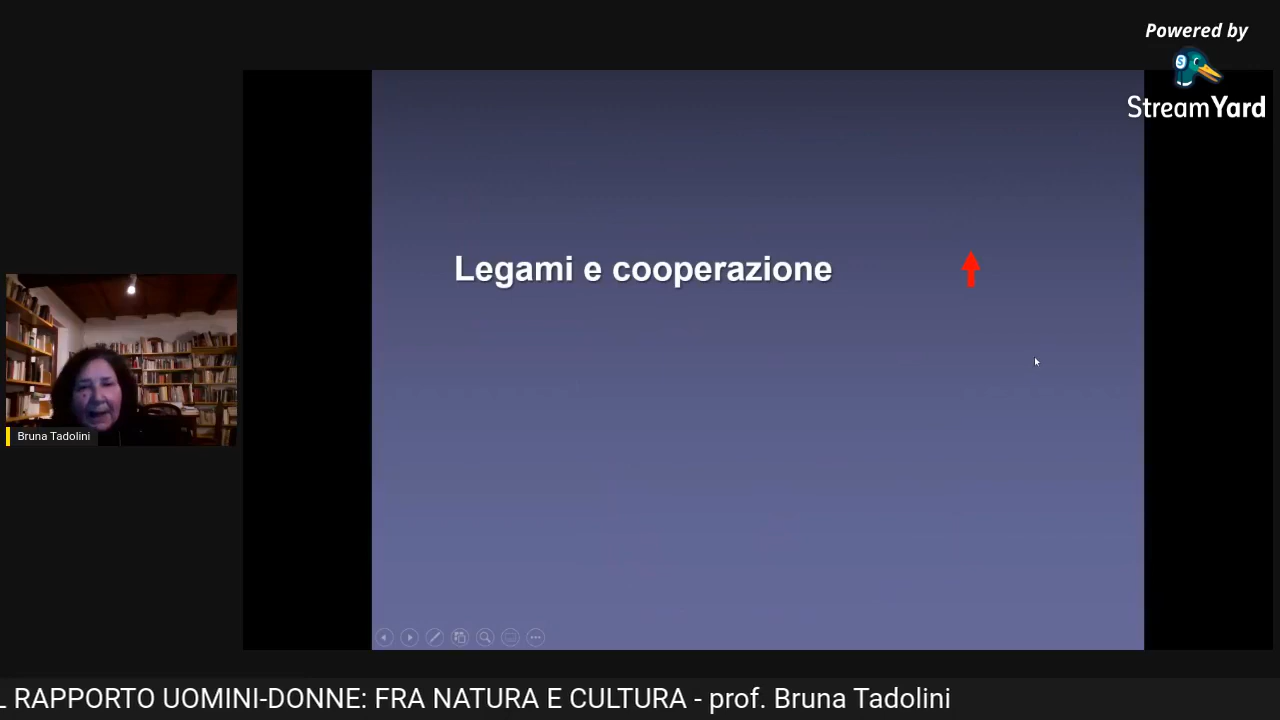 Powered by
StreamYard
Legami e cooperazione
Bruna Tadolini
L RAPPORTO UOMINI-DONNE: FRA NATURA E CULTURA - prof. Bruna Tadolini